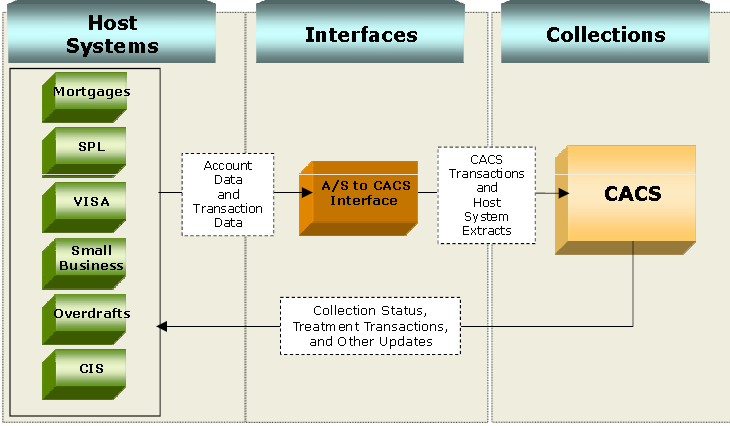 Host
Systems
Interfaces
Collections
Mortgages
SPL
VISA
Small
Business
Overdrafts
CIS
Account
Data
and
Transaction
Data
A/S to CACS
Interface
CACS
Transactions
and
Host
System
Extracts
CACS
Collection Status,
Treatment Transactions,
and Other Updates